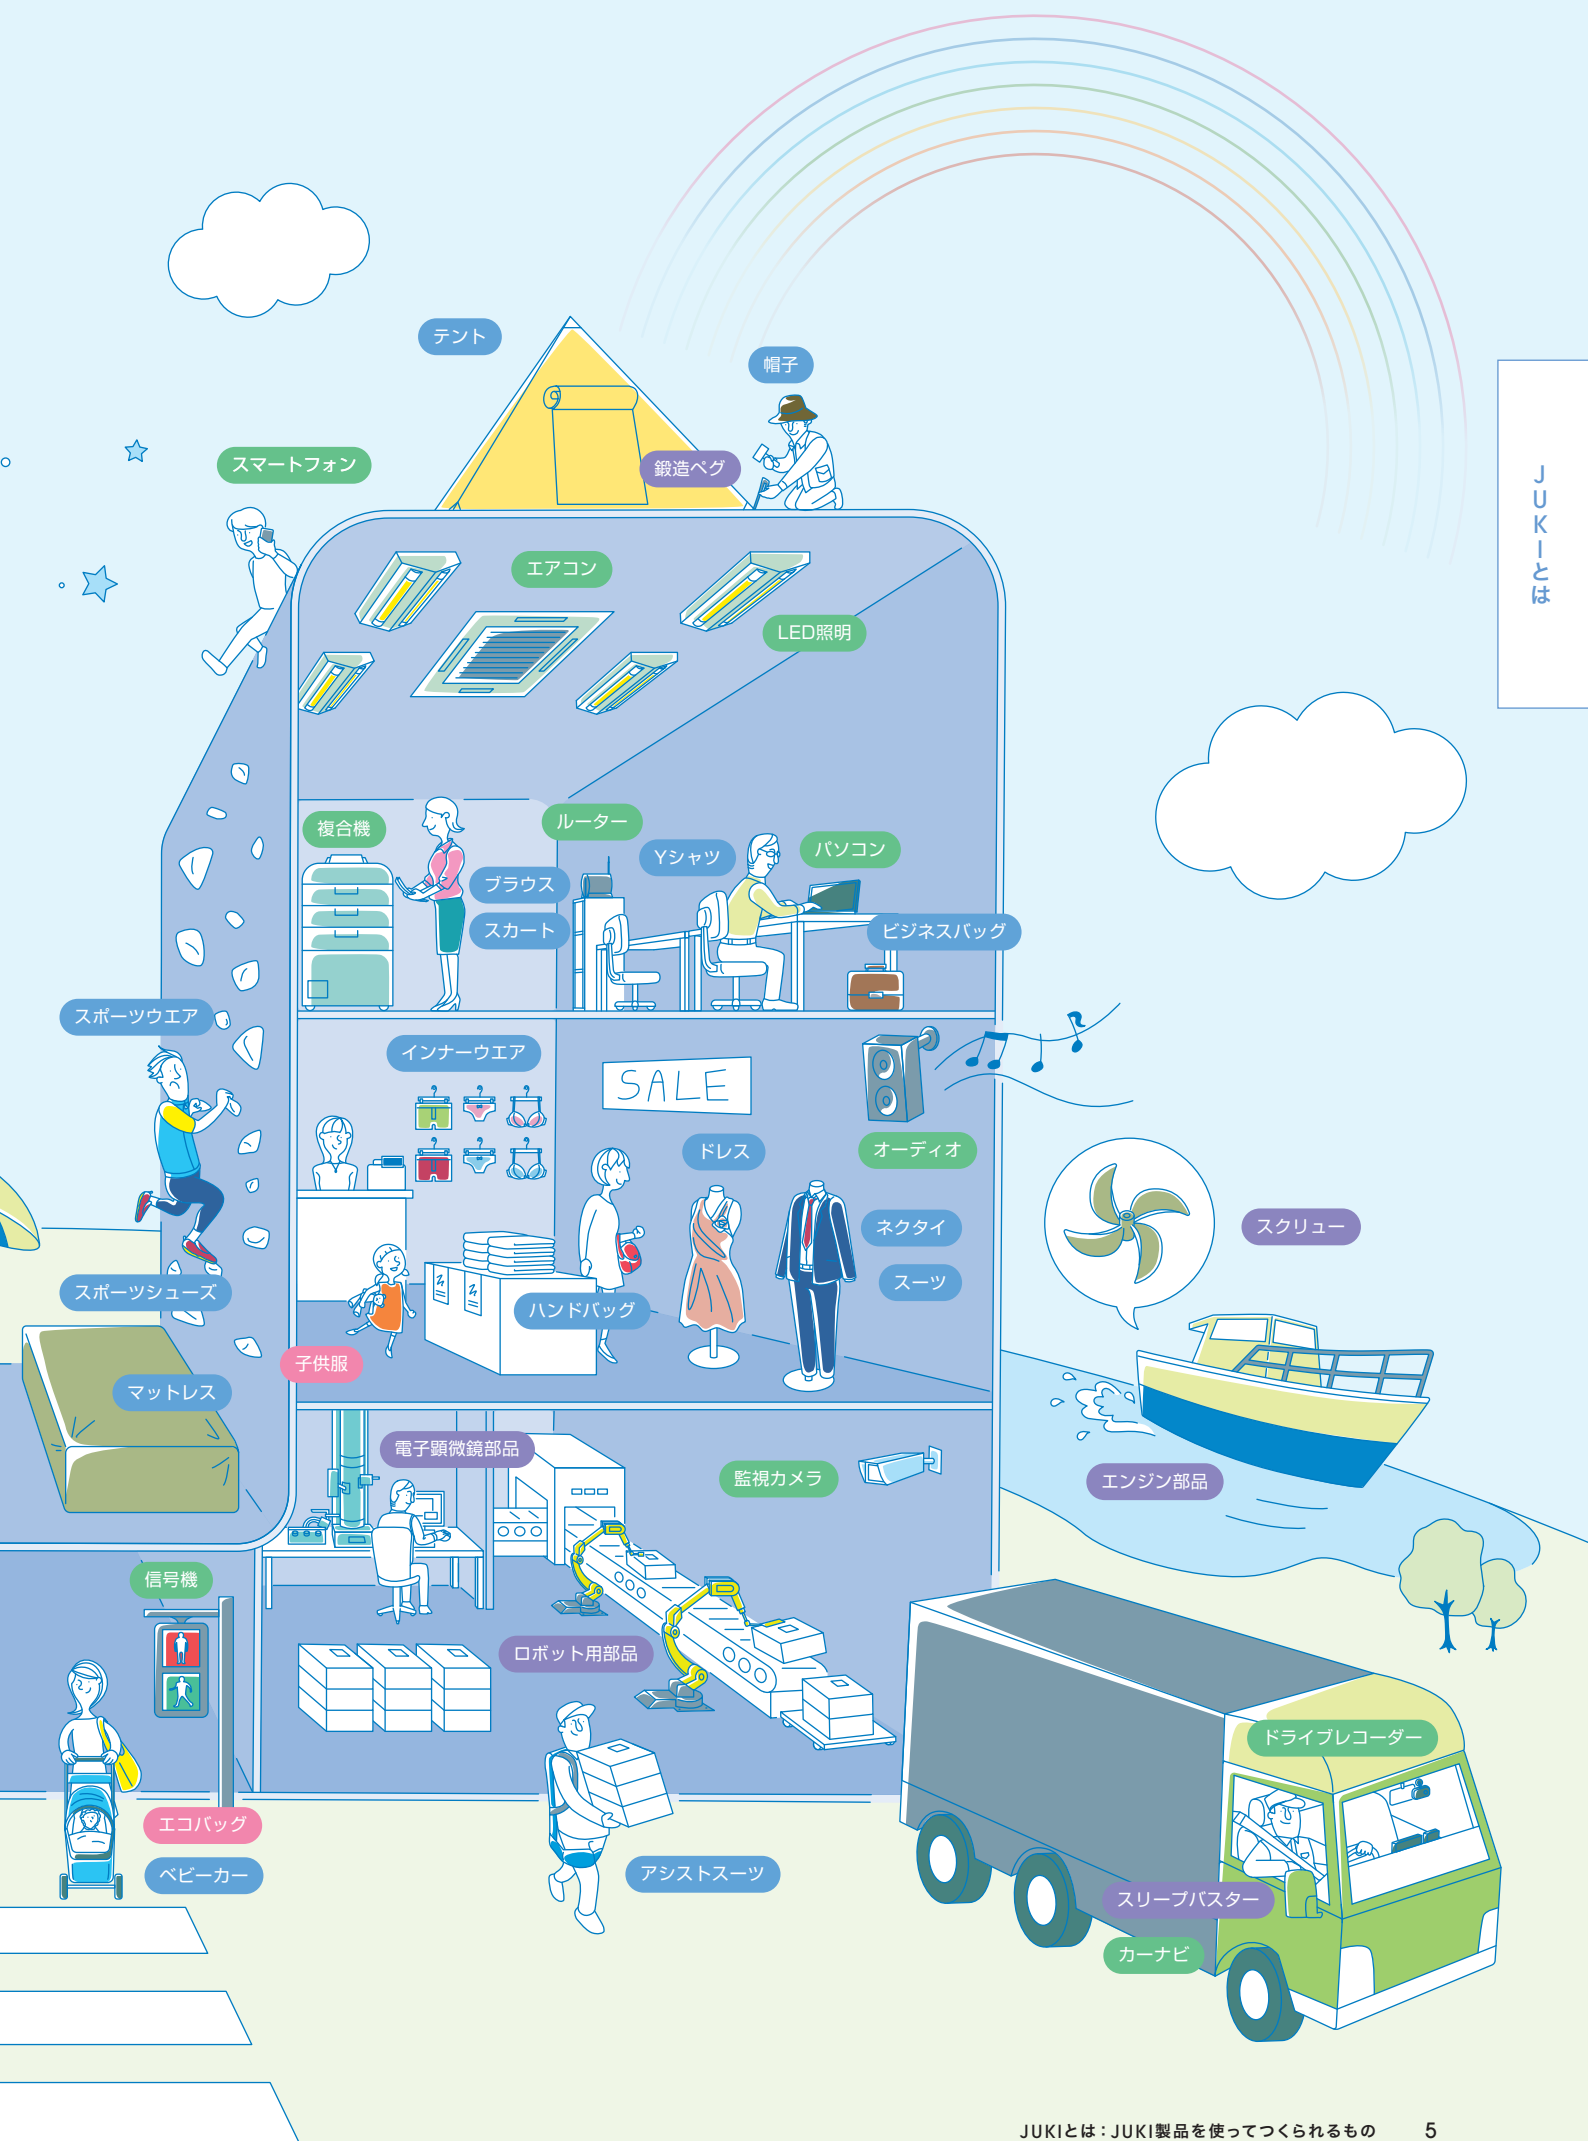 テント
帽子
スマートフォン
鍛造ペグ
JUKIとは
エアコン
LED照明
複合機
ルーター
Yシャツ
パソコン
ブラウス
スカート
ビジネスバッグ
スポーツウエア
インナーウエア
SALE
ドレス
オーディオ
ネクタイ
スクリュー
スーツ
スポーツシューズ
ハンドバッグ
子供服
マットレス
電子顕微鏡部品
監視カメラ
エンジン部品
信号機
ロボット用部品
ドライブレコーダー
エコバッグ
ベビーカー
アシストスーツ
スリープバスター
カーナビ
JUKIとは：JUKI製品を使ってつくられるもの 5